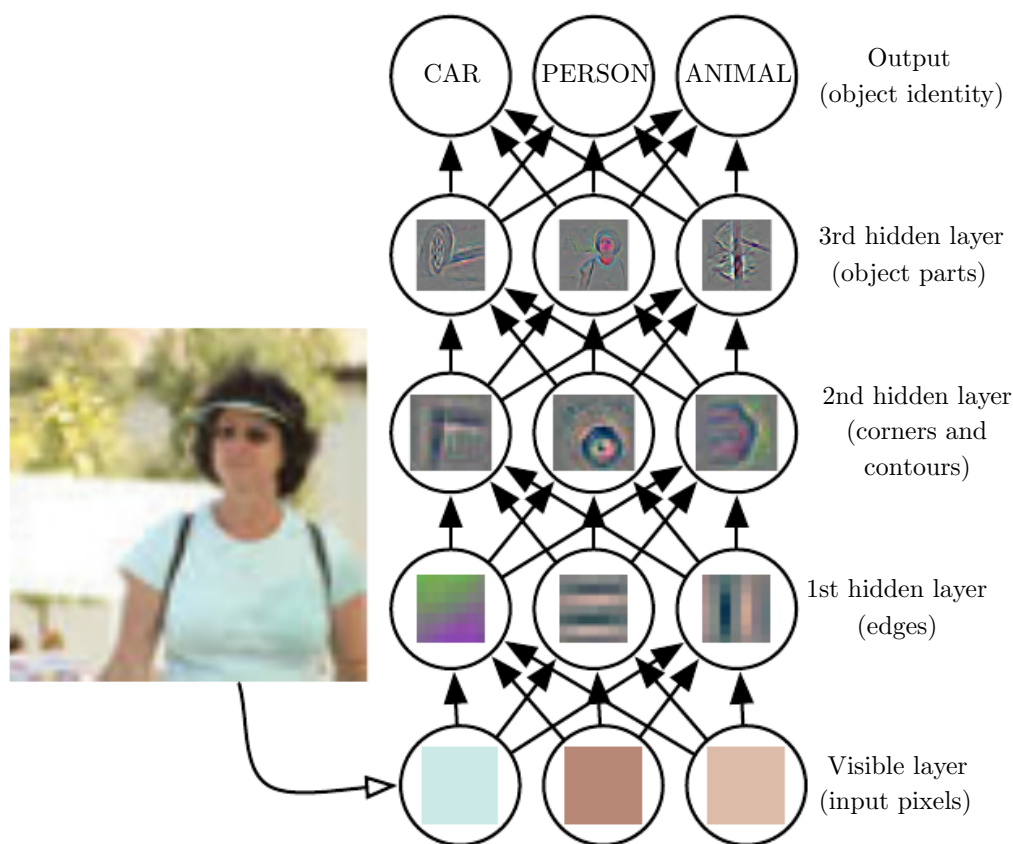 CAR
PERSON
ANIMAL
Output
(object identity)
3rd hidden layer
(object parts)
2nd hidden layer
(corners and
contours)
1st hidden layer
(edges)
Visible layer
(input pixels)